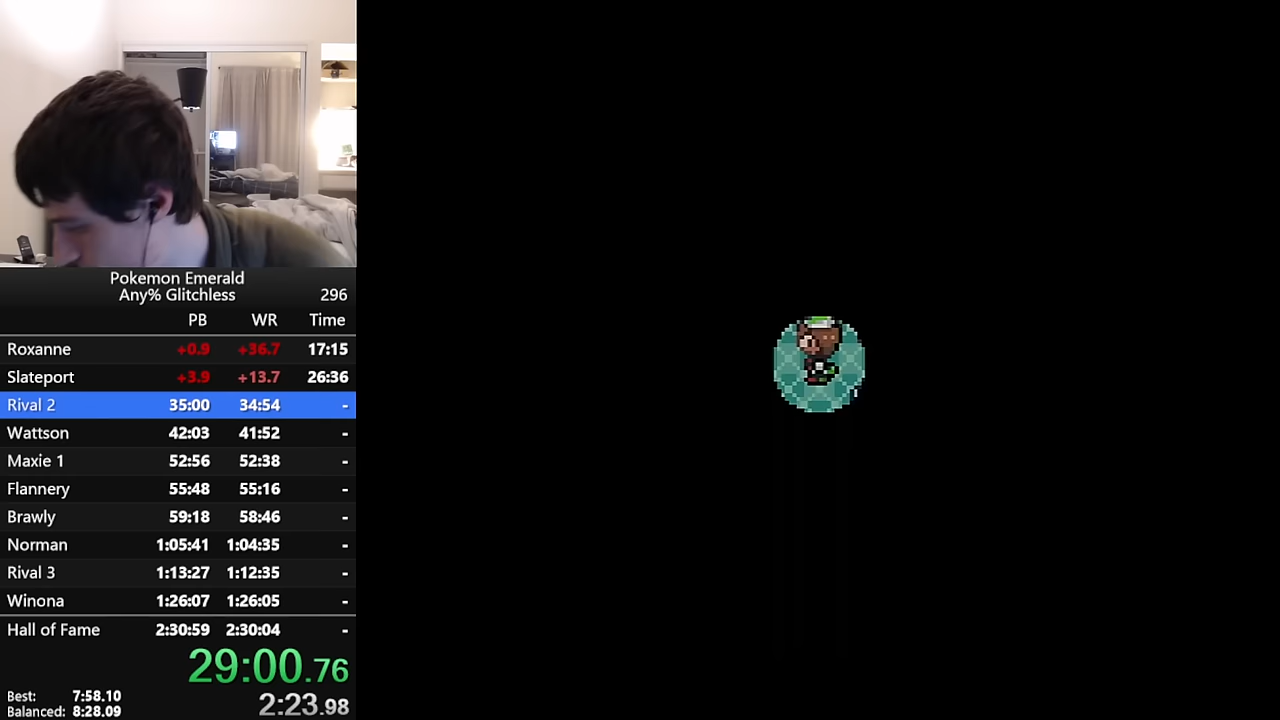 Pokemon Emerald
Any% Glitchless 296
PB WR Time
Roxanne +0.9 +36.7 17:15
Slateport +3.9 +13.7 26:36
Rival 2 35:00 34:54 -
Wattson 42:03 41:52 -
Maxie 1 52:56 52:38 -
Flannery 55:48 55:16 -
Brawly 59:18 58:46 -
Norman 1:05:41 1:04:35 -
Rival 3 1:13:27 1:12:35 -
Winona 1:26:07 1:26:05 -
Hall of Fame 2:30:59 2:30:04 -
29:00.76
Best: 7:58.10
Balanced: 8:28.09
2:23.98